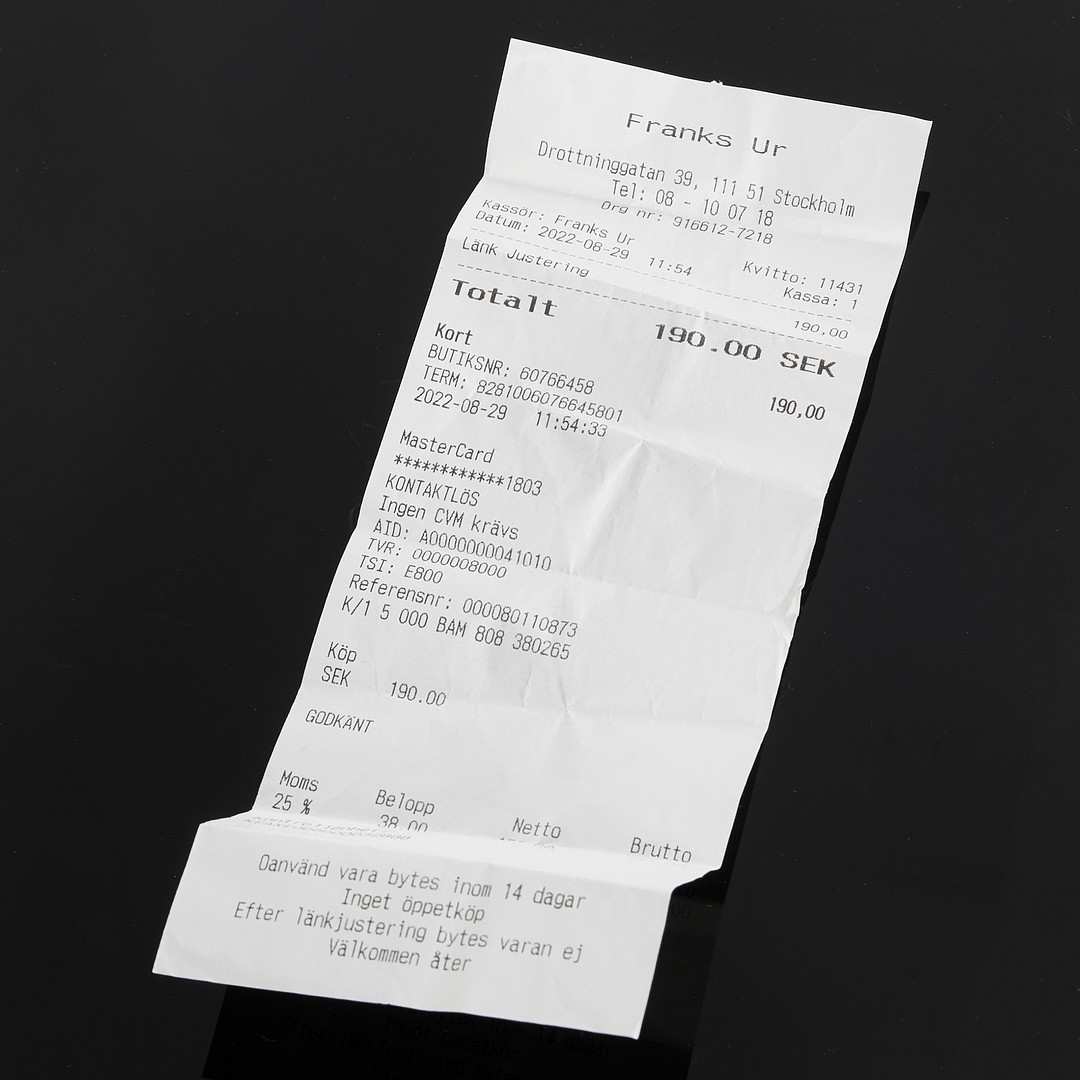 Franks Ur
Drottninggatan 39, 111 51 Stockholm
Tel: 08 - 10 07 18
Org nr: 916612-7218
Kassör: Franks Ur
Datum: 2022-08-29 11:54
Kvitto: 11431
Kassa: 1
Länk Justering 190,00
Totalt 190.00 SEK
Kort 190,00
BUTIKSNR: 60766458
TERM: 8281006076645801
2022-08-29 11:54:33
MasterCard
************1803
KONTAKTLÖS
Ingen CVM krävs
AID: A0000000041010
TVR: 0000008000
TSI: E800
Referensnr: 000080110873
K/1 5 000 BAM 808 380265
Köp
SEK 190.00
GODKÄNT
Moms Belopp Netto Brutto
25 % 38,00
Oanvänd vara bytes inom 14 dagar
Inget öppetköp
Efter länkjustering bytes varan ej
Välkommen åter